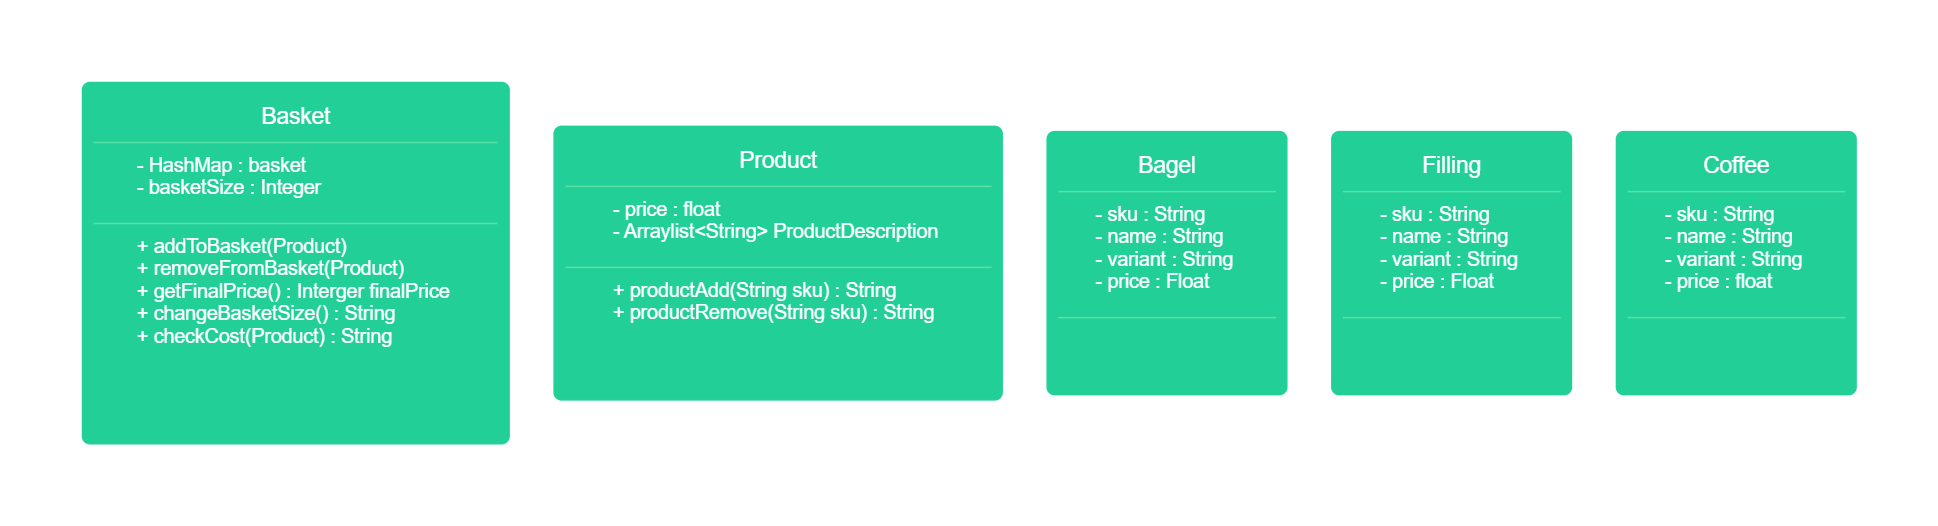 Basket
- HashMap : basket
- basketSize : Integer
+ addToBasket(Product)
+ removeFromBasket(Product)
+ getFinalPrice() : Interger finalPrice
+ changeBasketSize() : String
+ checkCost(Product) : String
Product
- price : float
- Arraylist<String> ProductDescription
+ productAdd(String sku) : String
+ productRemove(String sku) : String
Bagel
- sku : String
- name : String
- variant : String
- price : Float
Filling
- sku : String
- name : String
- variant : String
- price : Float
Coffee
- sku : String
- name : String
- variant : String
- price : float